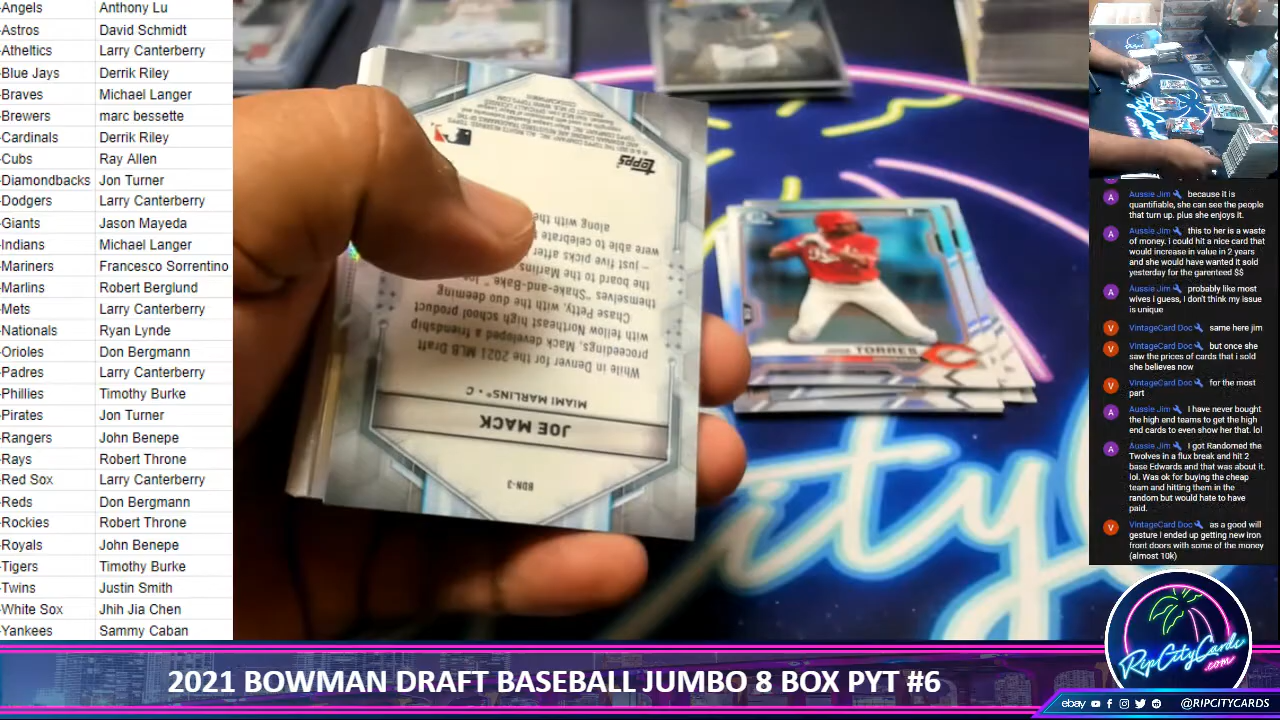 -Angels Anthony Lu
-Astros David Schmidt
-Atheltics Larry Canterberry
-Blue Jays Derrik Riley
-Braves Michael Langer
-Brewers marc bessette
-Cardinals Derrik Riley
-Cubs Ray Allen
-Diamondbacks Jon Turner
-Dodgers Larry Canterberry
-Giants Jason Mayeda
-Indians Michael Langer
-Mariners Francesco Sorrentino
-Marlins Robert Berglund
-Mets Larry Canterberry
-Nationals Ryan Lynde
-Orioles Don Bergmann
-Padres Larry Canterberry
-Phillies Timothy Burke
-Pirates Jon Turner
-Rangers John Benepe
-Rays Robert Throne
-Red Sox Larry Canterberry
-Reds Don Bergmann
-Rockies Robert Throne
-Royals John Benepe
-Tigers Timothy Burke
-Twins Justin Smith
-White Sox Jhih Jia Chen
-Yankees Sammy Caban
BDN-3
JOE MACK
MIAMI MARLINS • C
While in Denver for the 2021 MLB Draft
proceedings, Mack developed a friendship
with fellow Northeast high school product
Chase Petty, with the duo deeming
themselves "Shake-and-Bake."
the board to the Marlins
– just five picks after
were able to celebrate
along with the
topps
TORRES
Aussie Jim because it is
quantifiable, she can see the people
that turn up. plus she enjoys it.
Aussie Jim this to her is a waste
of money. i could hit a nice card that
would increase in value in 2 years
and she would have wanted it sold
yesterday for the garenteed $$
Aussie Jim probably like most
wives I guess, I don't think my issue
is unique
VintageCard Doc same here jim
VintageCard Doc but once she
saw the prices of cards that i sold
she believes now
VintageCard Doc for the most
part
Aussie Jim I have never bought
the high end teams to get the high
end cards to even show her that. lol
Aussie Jim I got Randomed the
Twolves in a flux break and hit 2
base Edwards and that was about it.
lol. Was ok for buying the cheap
team and hitting them in the
random but would hate to have
paid.
VintageCard Doc as a good will
gesture I ended up getting new Iron
front doors with some of the money
(almost 10k)
RipCityCards
.com
2021 BOWMAN DRAFT BASEBALL JUMBO 8 BOX PYT #6
ebay @RIPCITYCARDS